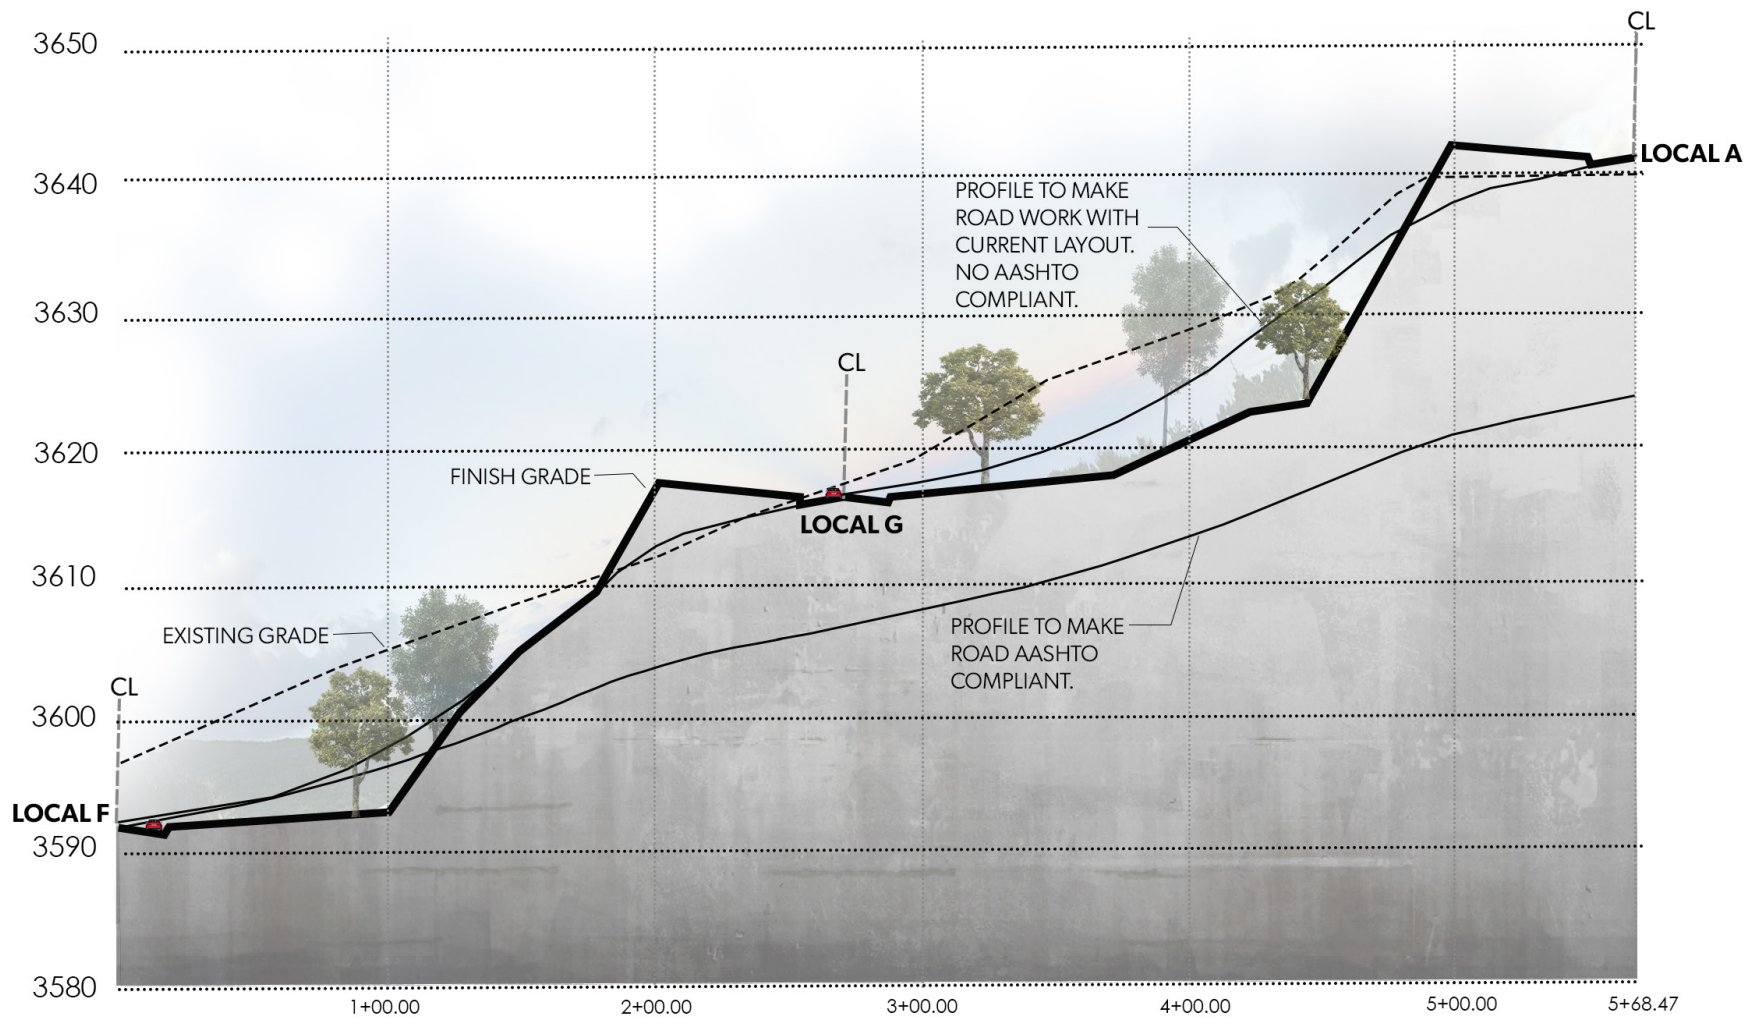 CL
3650
LOCAL A
3640
PROFILE TO MAKE
ROAD WORK WITH
CURRENT LAYOUT.
NO AASHTO
COMPLIANT.
3630
CL
3620
FINISH GRADE
LOCAL G
3610
EXISTING GRADE
PROFILE TO MAKE
ROAD AASHTO
COMPLIANT.
CL
3600
LOCAL F
3590
3580
1+00.00 2+00.00 3+00.00 4+00.00 5+00.00 5+68.47